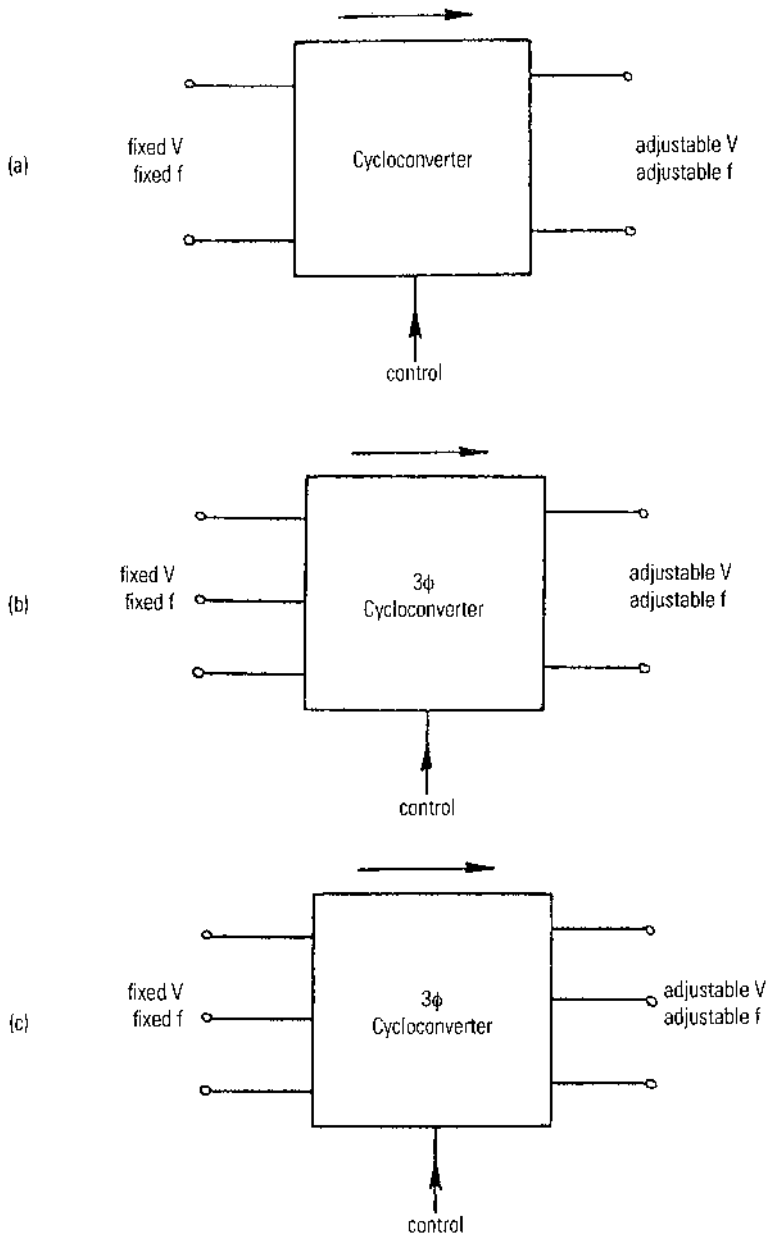 (a)
fixed V
fixed f
Cycloconverter
adjustable V
adjustable f
control
(b)
fixed V
fixed f
3ϕ
Cycloconverter
adjustable V
adjustable f
control
(c)
fixed V
fixed f
3ϕ
Cycloconverter
adjustable V
adjustable f
control